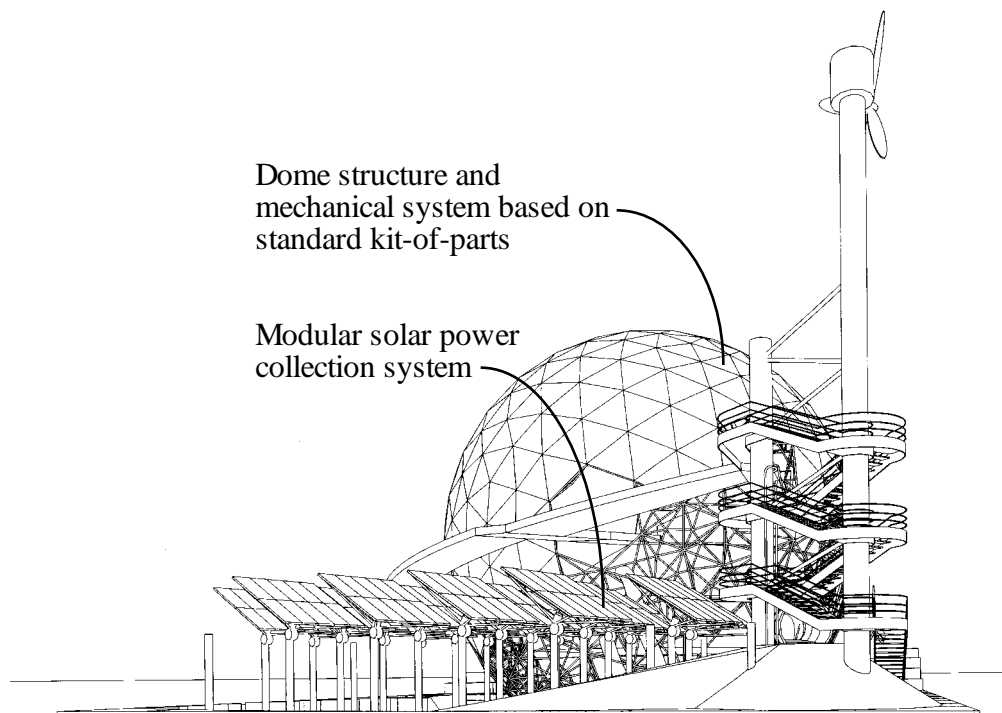 Dome structure and
mechanical system based on
standard kit-of-parts
Modular solar power
collection system